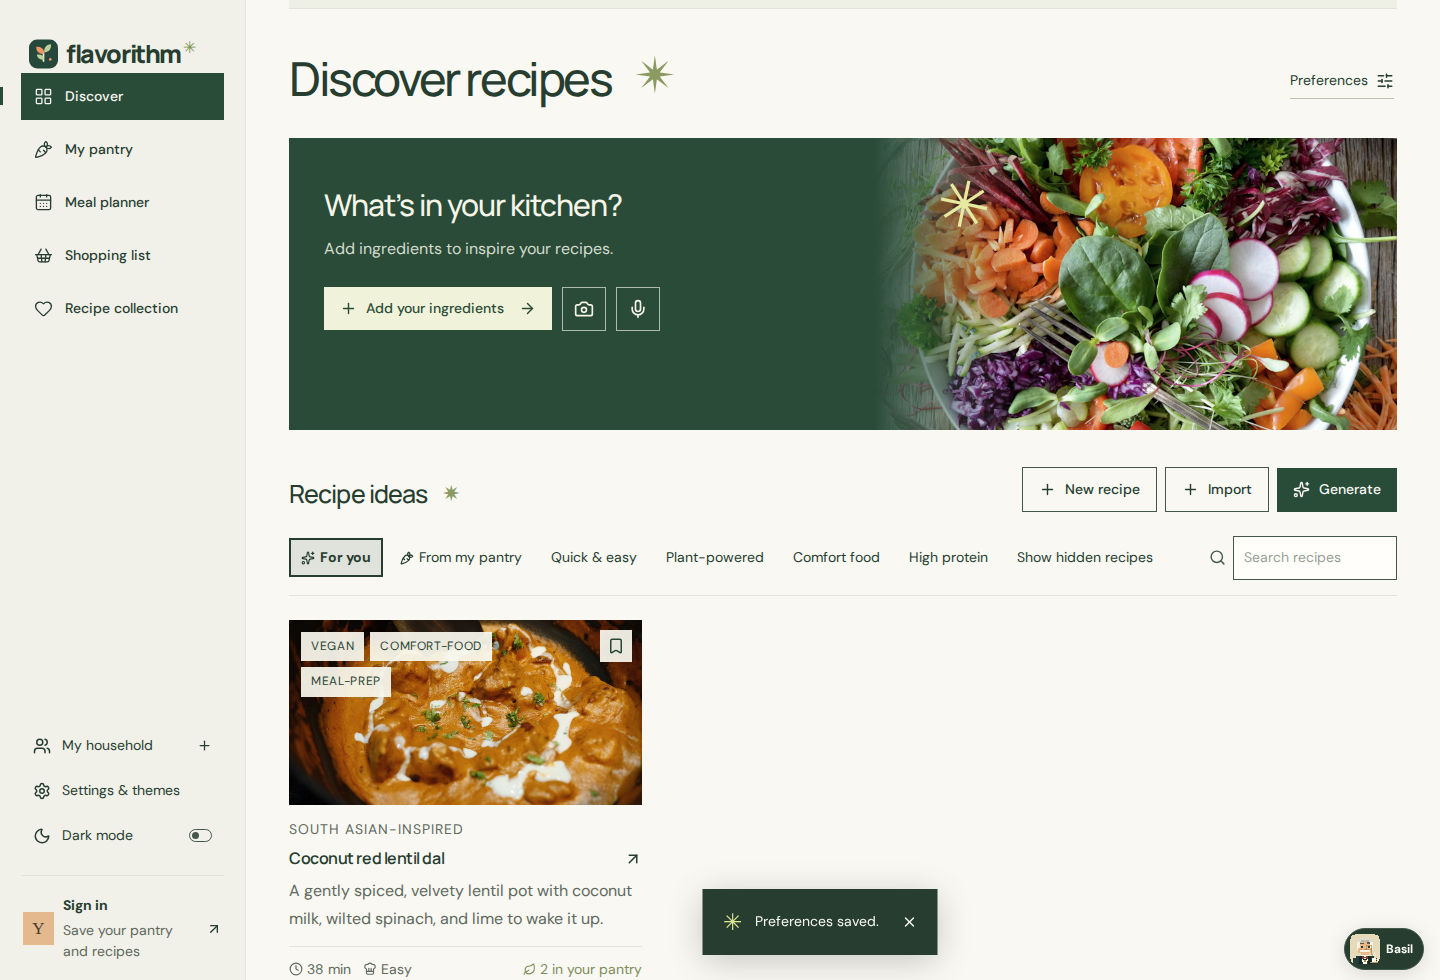 flavorithm
Discover
My pantry
Meal planner
Shopping list
Recipe collection
My household
Settings & themes
Dark mode
Y
Sign in
Save your pantry
and recipes
Discover recipes
Preferences
What's in your kitchen?
Add ingredients to inspire your recipes.
Add your ingredients
Recipe ideas
New recipe
Import
Generate
For you
From my pantry
Quick & easy
Plant-powered
Comfort food
High protein
Show hidden recipes
Search recipes
VEGAN
COMFORT-FOOD
MEAL-PREP
SOUTH ASIAN-INSPIRED
Coconut red lentil dal
A gently spiced, velvety lentil pot with coconut
milk, wilted spinach, and lime to wake it up.
38 min
Easy
2 in your pantry
Preferences saved.
Basil